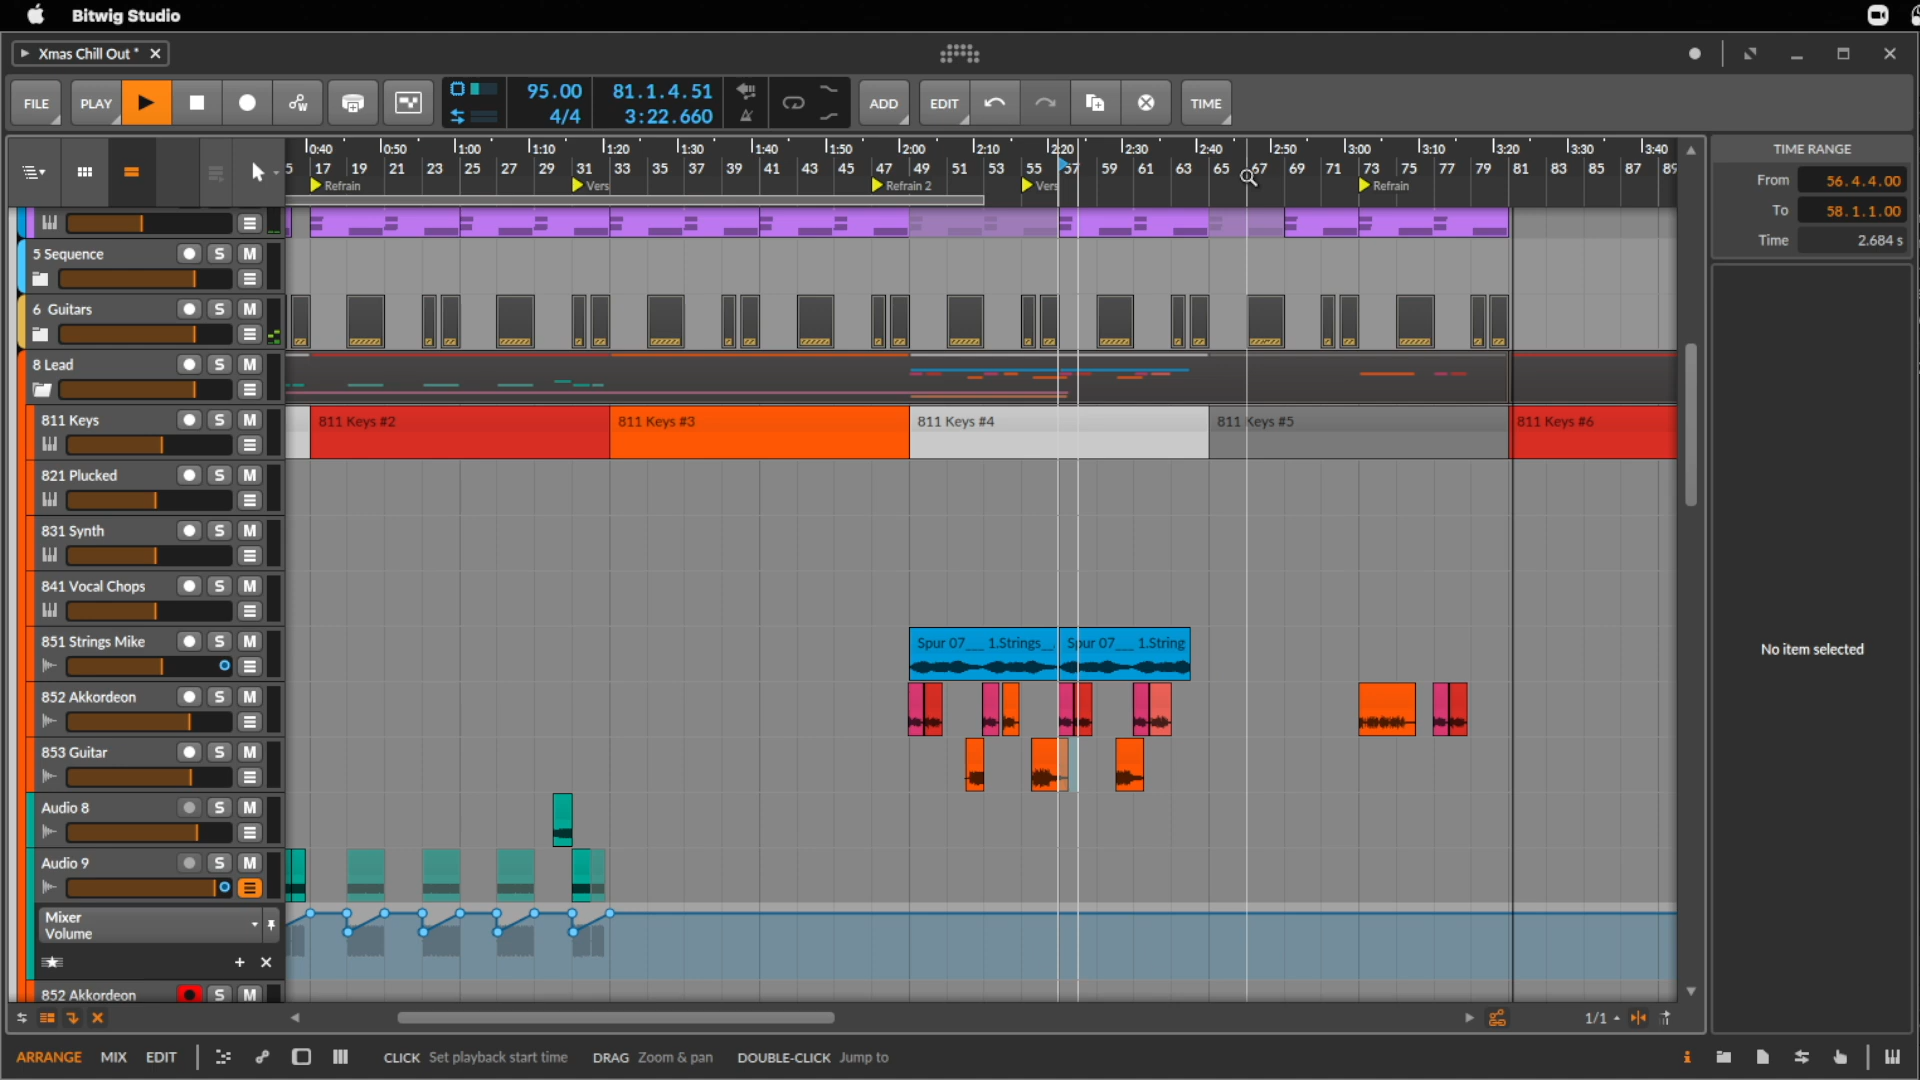 Bitwig Studio
Xmas Chill Out *
FILE PLAY 95.00 4/4 81.1.4.51 3:22.660 ADD EDIT TIME
0:40 0:50 1:00 1:10 1:20 1:30 1:40 1:50 2:00 2:10 2:20 2:30 2:40 2:50 3:00 3:10 3:20 3:30 3:40
5 17 19 21 23 25 27 29 31 33 35 37 39 41 43 45 47 49 51 53 55 57 59 61 63 65 67 69 71 73 75 77 79 81 83 85 87 89
Refrain Vers Refrain 2 Vers Refrain
TIME RANGE
From 56.4.4.00
To 58.1.1.00
Time 2.684 s
No item selected
5 Sequence S M
6 Guitars S M
8 Lead S M
811 Keys S M
811 Keys #2 811 Keys #3 811 Keys #4 811 Keys #5 811 Keys #6
821 Plucked S M
831 Synth S M
841 Vocal Chops S M
851 Strings Mike S M
Spur 07__ 1.Strings_ Spur 07__ 1.String
852 Akkordeon S M
853 Guitar S M
Audio 8 S M
Audio 9 S M
Mixer
Volume
852 Akkordeon S M
1/1
ARRANGE MIX EDIT CLICK Set playback start time DRAG Zoom & pan DOUBLE-CLICK Jump to